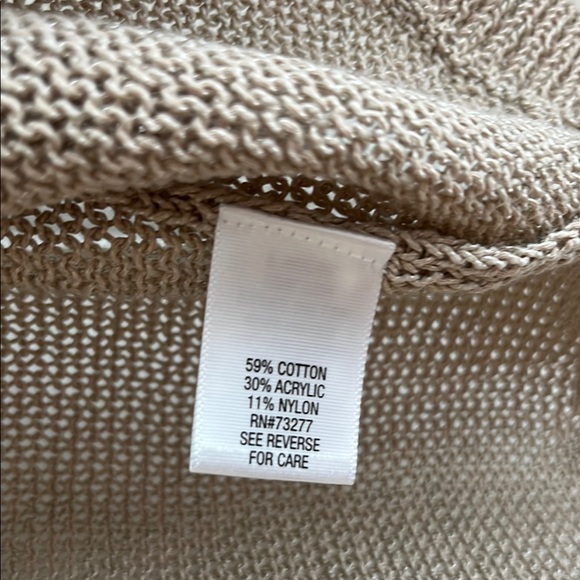 59% COTTON
30% ACRYLIC
11% NYLON
RN#73277
SEE REVERSE
FOR CARE